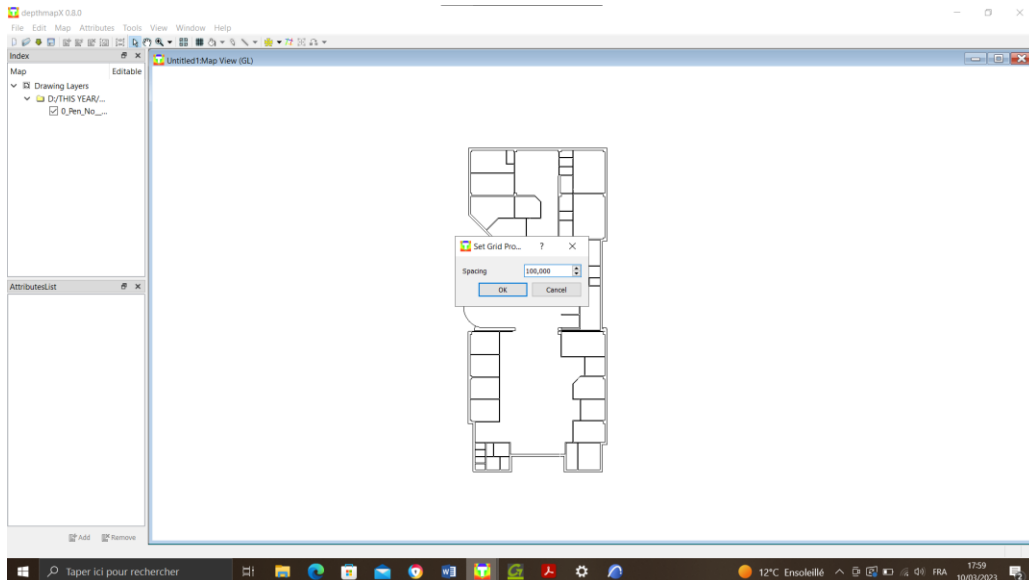 depthmapX 0.8.0
File Edit Map Attributes Tools View Window Help
Index
Untitled1:Map View (GL)
Map Editable
Drawing Layers
D:/THIS YEAR/...
0_Pen_No__...
Set Grid Pro... ?
Spacing 100,000
OK Cancel
AttributesList
Add Remove
Taper ici pour rechercher
12°C Ensoleillé
FRA
17:59
10/03/2023